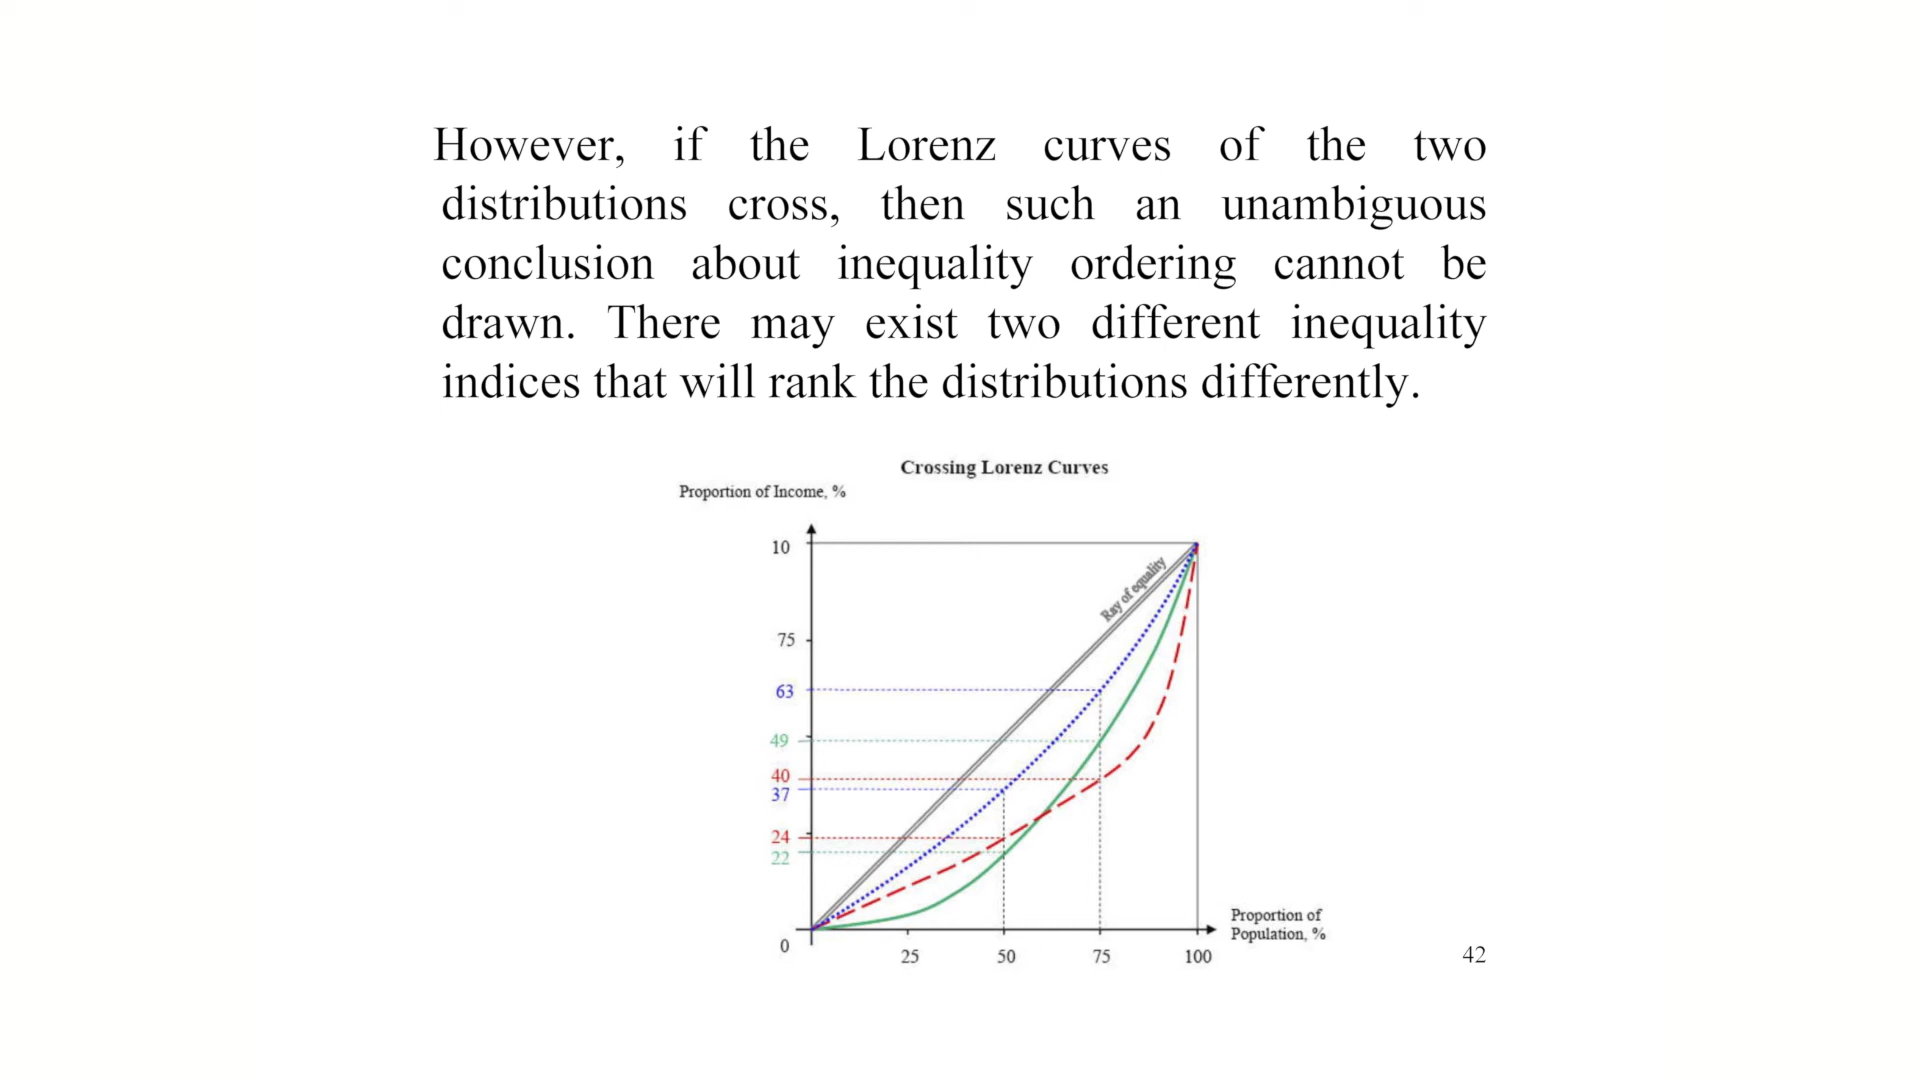 However, if the Lorenz curves of the two
distributions cross, then such an unambiguous
conclusion about inequality ordering cannot be
drawn. There may exist two different inequality
indices that will rank the distributions differently.
Crossing Lorenz Curves
Proportion of Income, %
10
Ray of equality
75
63
49
40
37
24
22
0
25 50 75 100
Proportion of
Population, %
42